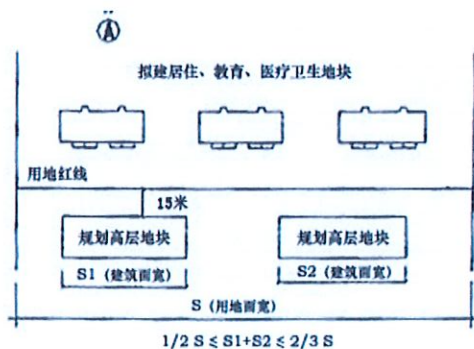 拟建居住、教育、医疗卫生地块
用地红线
15米
规划高层地块
规划高层地块
S1（建筑面宽）
S2（建筑面宽）
S（用地面宽）
1/2 S ≤ S1+S2 ≤ 2/3 S